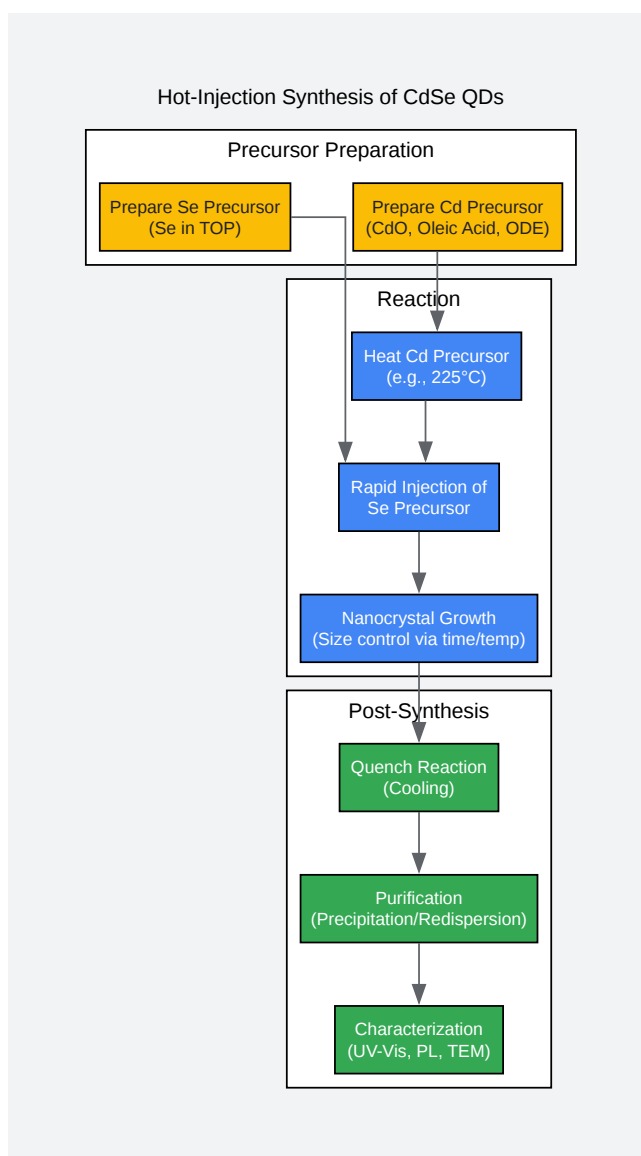 Hot-Injection Synthesis of CdSe QDs
Precursor Preparation
Prepare Se Precursor
(Se in TOP)
Prepare Cd Precursor
(CdO, Oleic Acid, ODE)
Reaction
Heat Cd Precursor
(e.g., 225°C)
Rapid Injection of
Se Precursor
Nanocrystal Growth
(Size control via time/temp)
Post-Synthesis
Quench Reaction
(Cooling)
Purification
(Precipitation/Redispersion)
Characterization
(UV-Vis, PL, TEM)